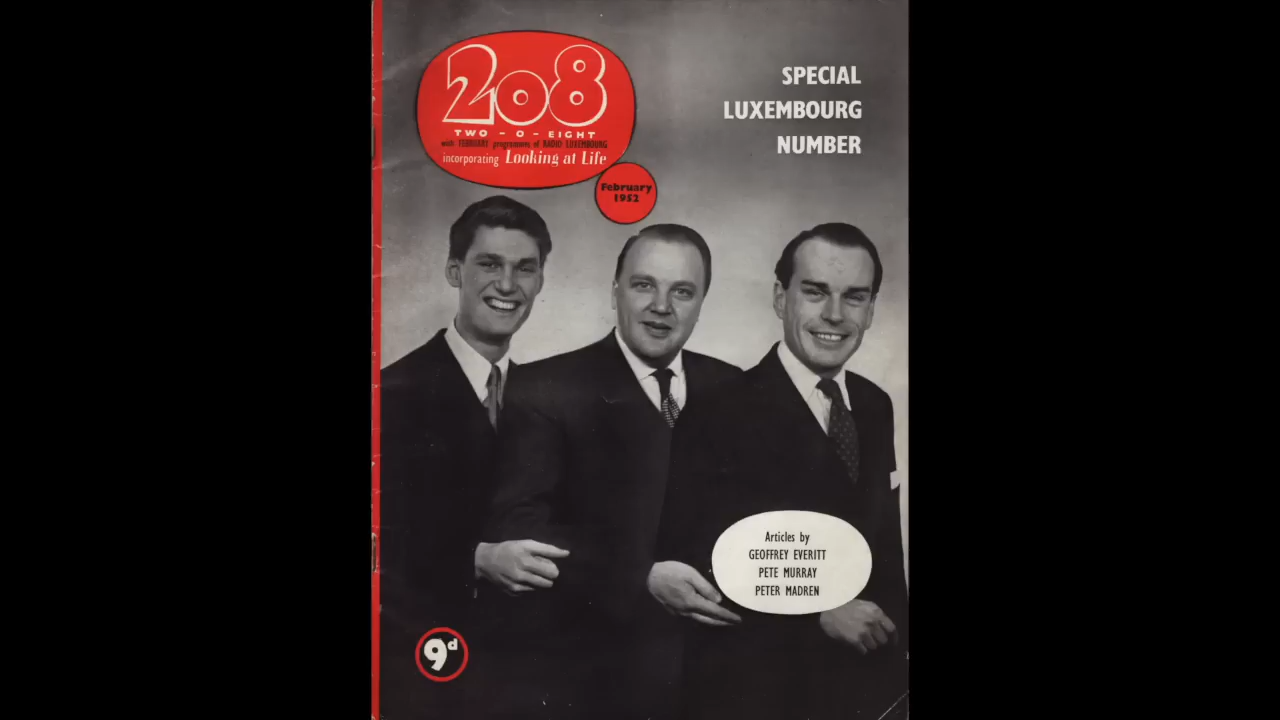 208
TWO - O - EIGHT
with FEBRUARY programmes of RADIO LUXEMBOURG
incorporating Looking at Life
February
1952
SPECIAL
LUXEMBOURG
NUMBER
Articles by
GEOFFREY EVERITT
PETE MURRAY
PETER MADREN
9d